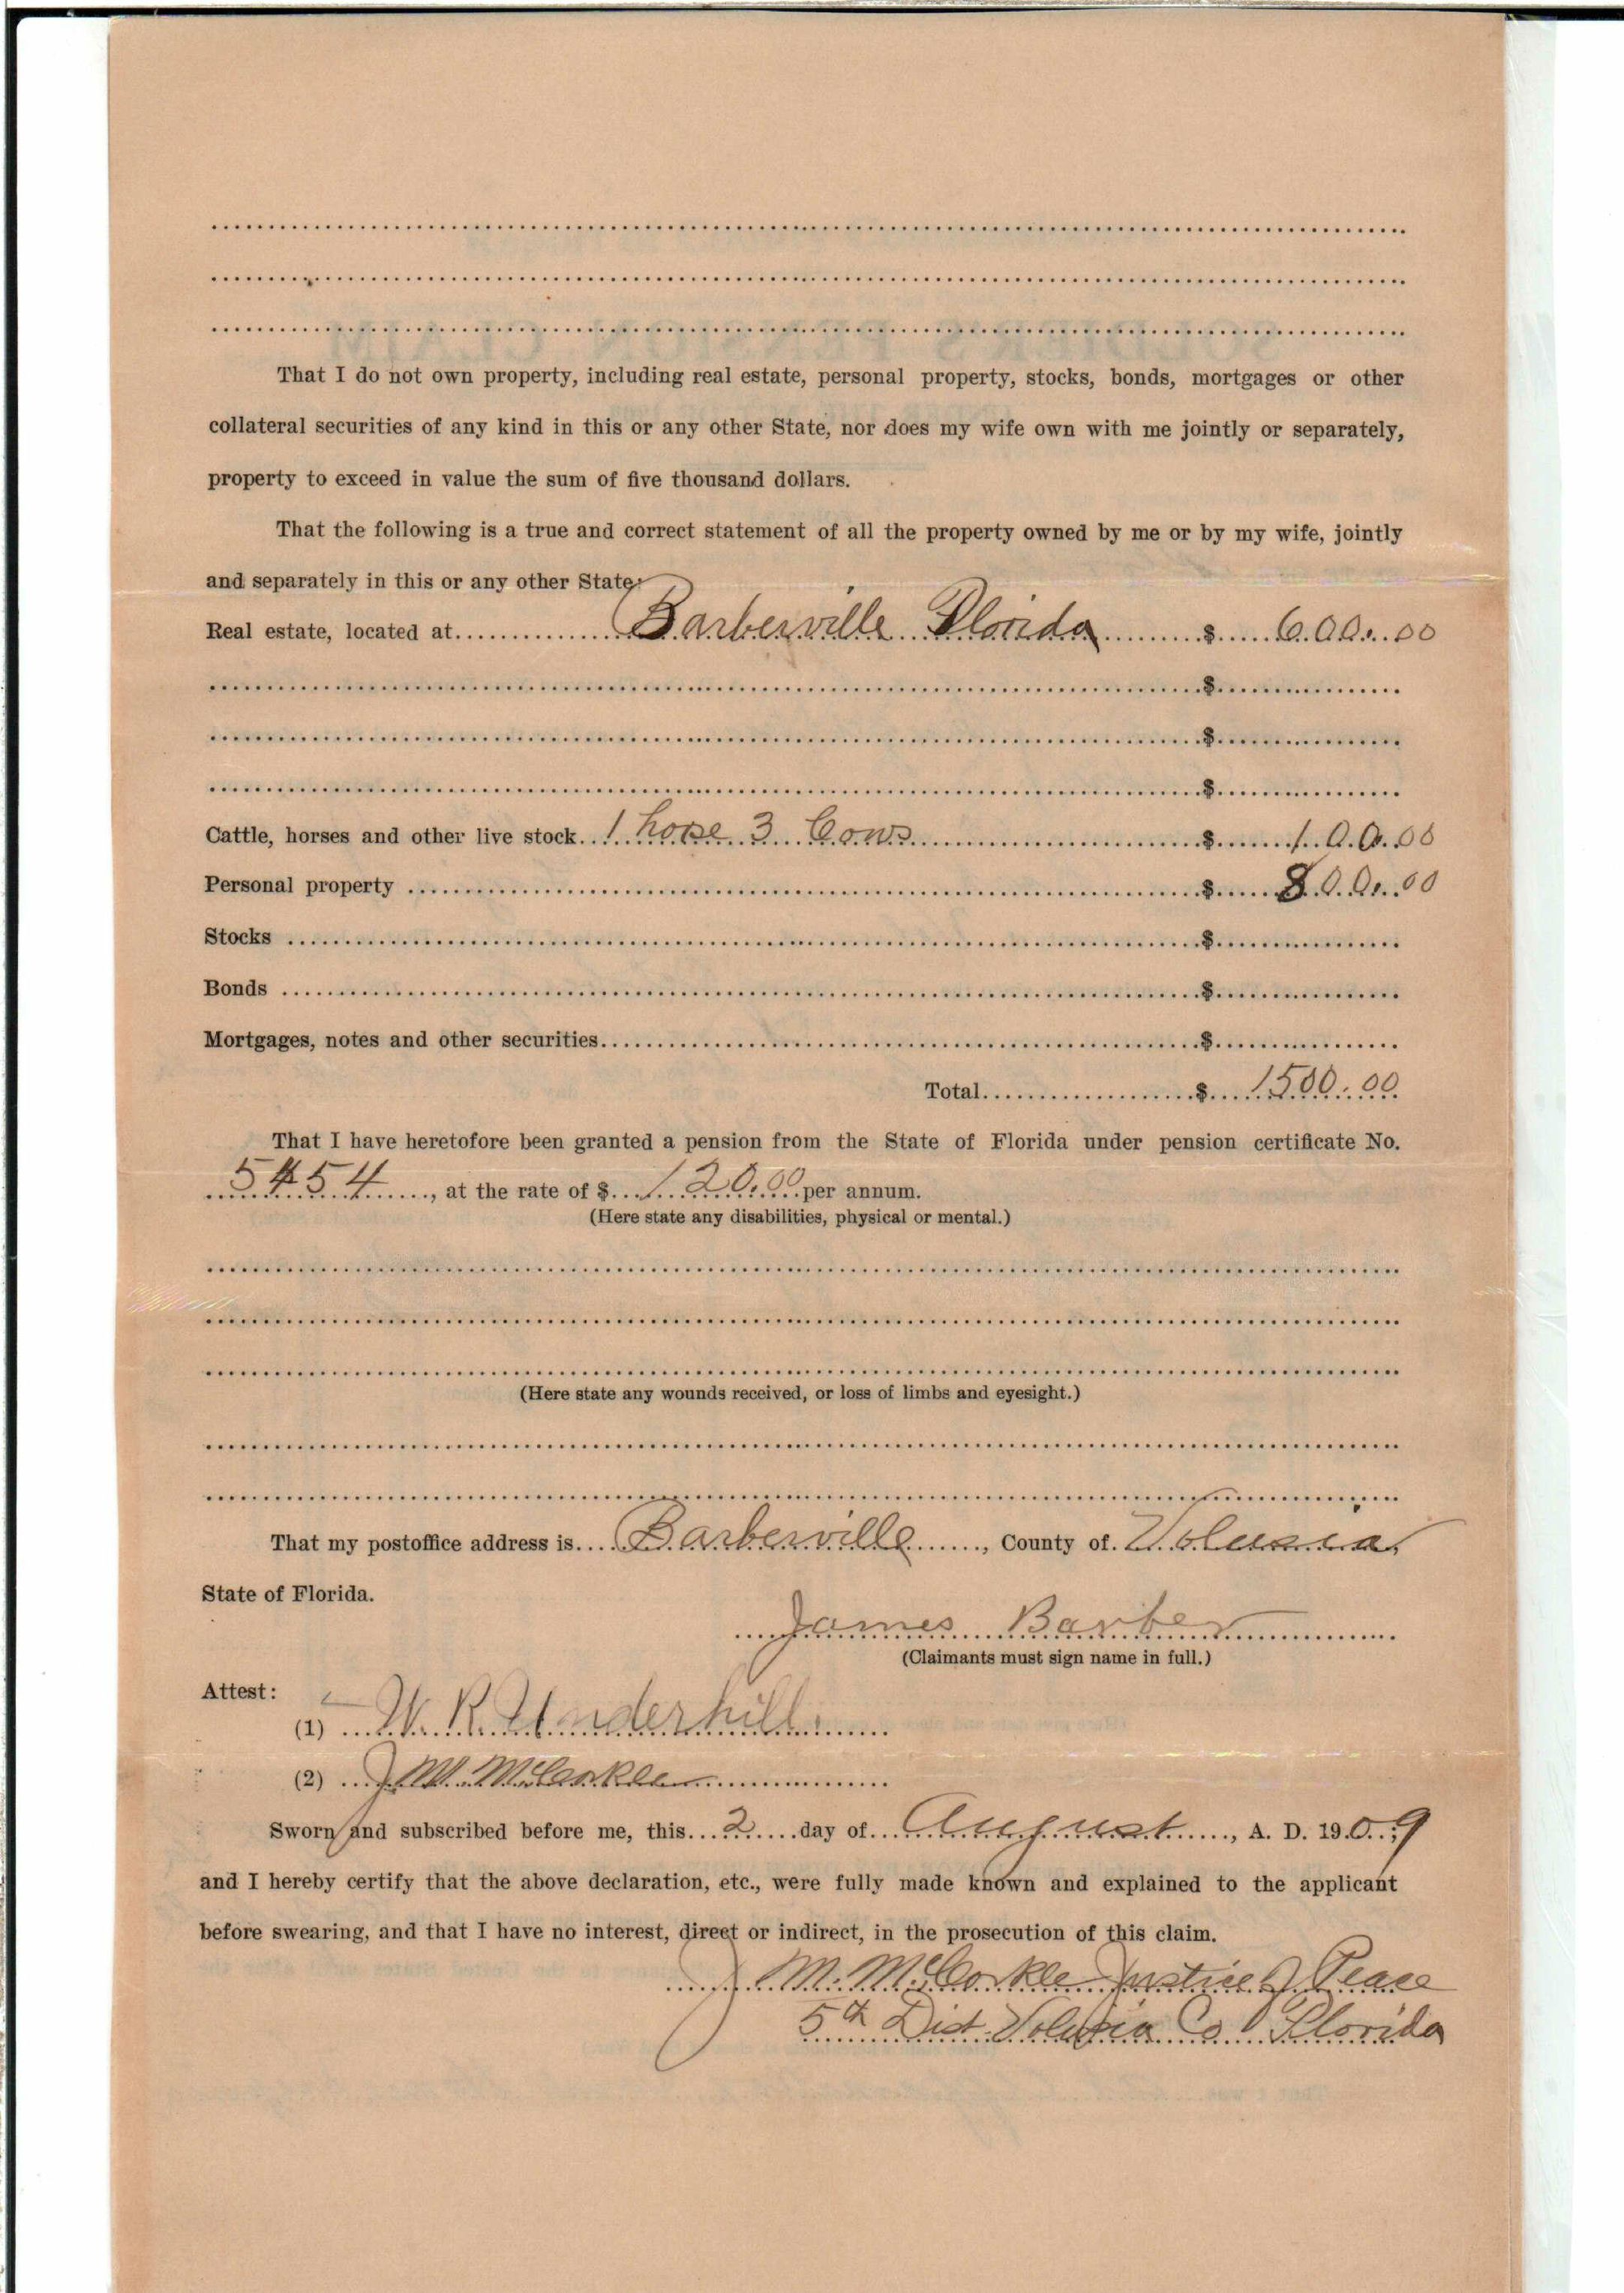 That I do not own property, including real estate, personal property, stocks, bonds, mortgages or other
collateral securities of any kind in this or any other State, nor does my wife own with me jointly or separately,
property to exceed in value the sum of five thousand dollars.
That the following is a true and correct statement of all the property owned by me or by my wife, jointly
and separately in this or any other State:
Real estate, located at Barberville Florida $ 600.00
$
$
$
Cattle, horses and other live stock 1 horse 3 Cows $ 100.00
Personal property $ 800.00
Stocks $
Bonds $
Mortgages, notes and other securities $
Total $ 1500.00
That I have heretofore been granted a pension from the State of Florida under pension certificate No.
5454, at the rate of $ 120.00 per annum.
(Here state any disabilities, physical or mental.)
(Here state any wounds received, or loss of limbs and eyesight.)
That my postoffice address is Barberville, County of Volusia,
State of Florida.
James Barber
(Claimants must sign name in full.)
Attest:
(1) W. R. Underhill
(2) J M. McCorkle
Sworn and subscribed before me, this 2 day of August, A. D. 1909
and I hereby certify that the above declaration, etc., were fully made known and explained to the applicant
before swearing, and that I have no interest, direct or indirect, in the prosecution of this claim.
J M. McCorkle Justice of Peace
5th Dist Volusia Co Florida